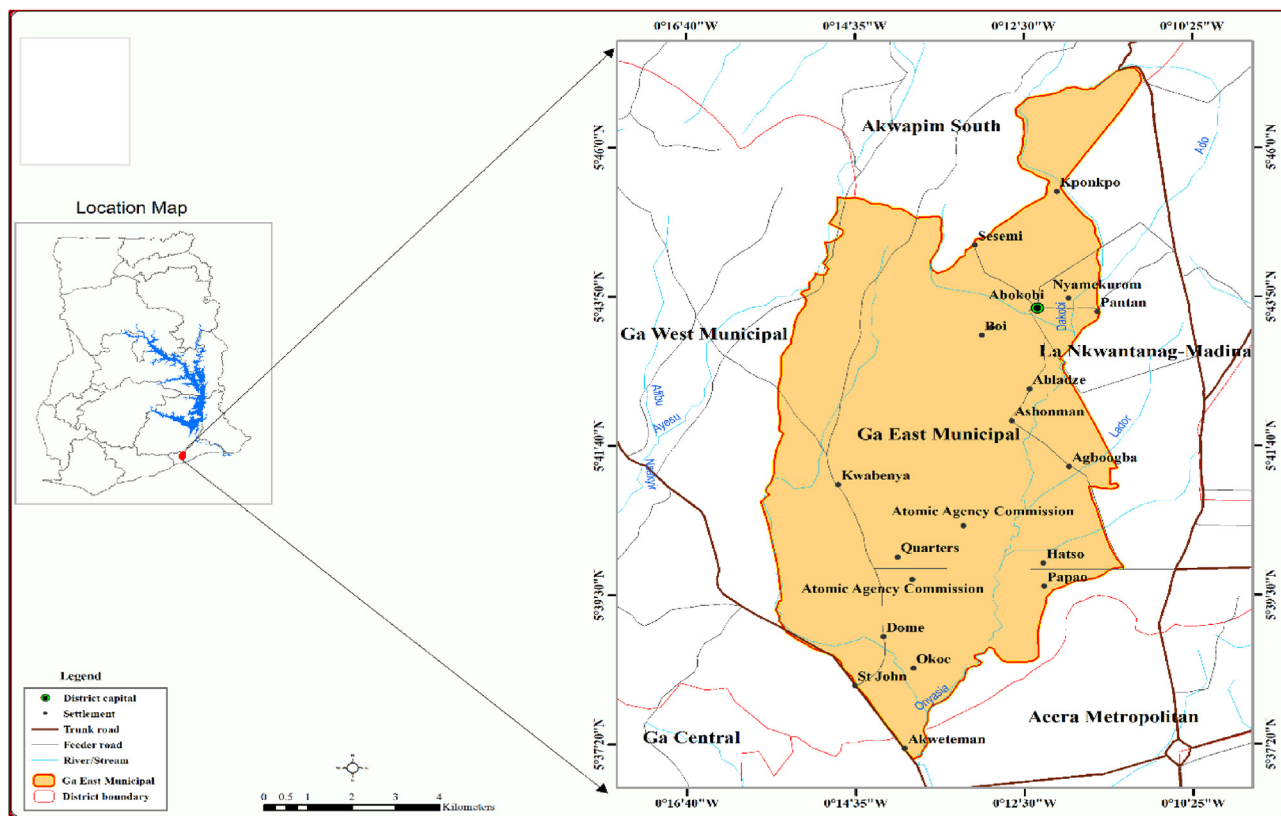 0°16'40"W 0°14'35"W 0°12'30"W 0°10'25"W
5°46'0"N
5°43'50"N
5°41'40"N
5°39'30"N
5°37'20"N
Location Map
Akwapim South
Ado
Kponkpo
Sesemi
Nyamekurom
Abokobi
Pantan
Dakobi
Boi
Ga West Municipal
La Nkwantanag-Madina
Abladze
Ashonman
Ga East Municipal
Lador
Agboogba
Ayesu
Kwabenya
Atomic Agency Commission
Quarters
Hatso
Papao
Atomic Agency Commission
Dome
Okoc
St John
Onyasia
Akweteman
Ga Central
Accra Metropolitan
5°46'0"N
5°43'50"N
5°41'40"N
5°39'30"N
5°37'20"N
0°16'40"W 0°14'35"W 0°12'30"W 0°10'25"W
Legend
District capital
Settlement
Trunk road
Feeder road
River/Stream
Ga East Municipal
District boundary
0 0.5 1 2 3 4
Kilometers